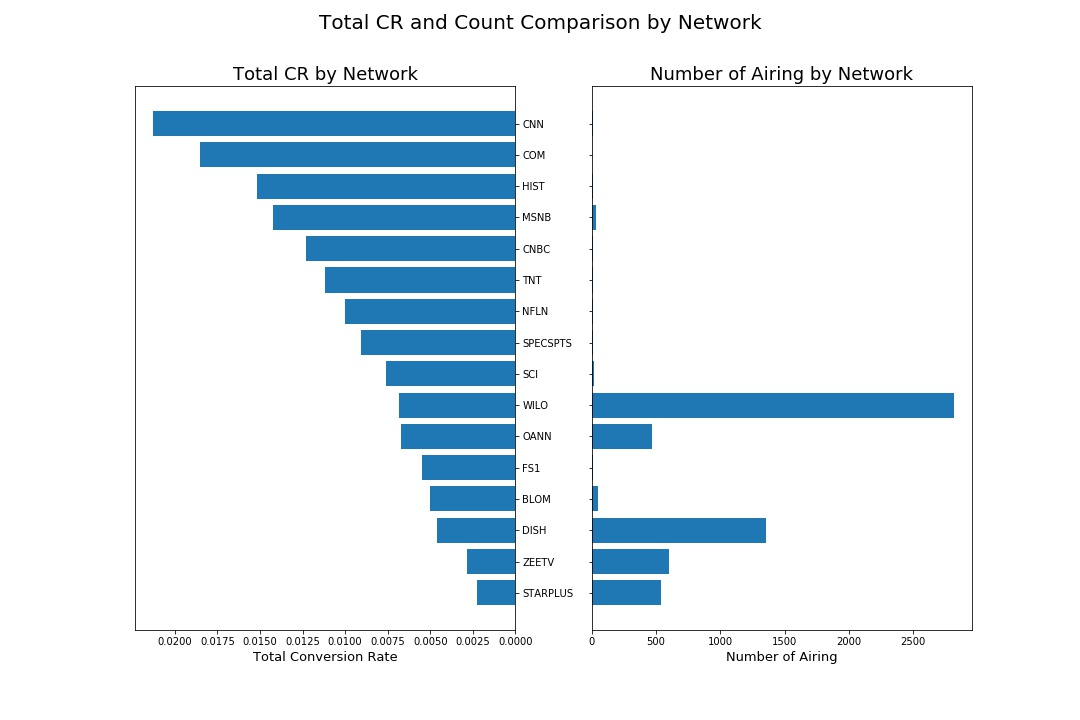 Total CR and Count Comparison by Network
Total CR by Network
Number of Airing by Network
CNN
COM
HIST
MSNB
CNBC
TNT
NFLN
SPECSPTS
SCI
WILO
OANN
FS1
BLOM
DISH
ZEETV
STARPLUS
0.0200 0.0175 0.0150 0.0125 0.0100 0.0075 0.0050 0.0025 0.0000
0 500 1000 1500 2000 2500
Total Conversion Rate
Number of Airing